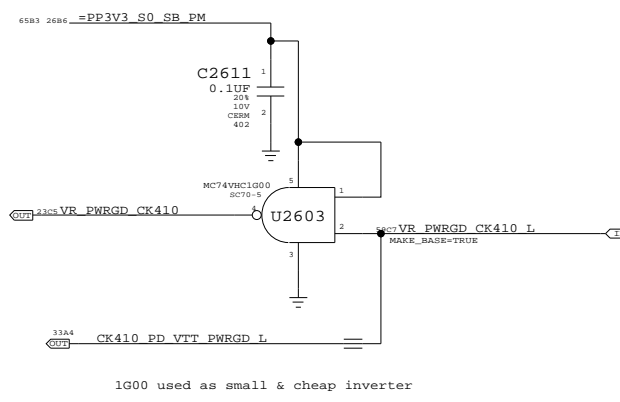 65B3 26B6 =PP3V3_S0_SB_PM
C2611 1
0.1UF
20%
10V
CERM
402
2
MC74VHC1G00
SC70-5
5
1
OUT 23C5 VR_PWRGD_CK410
4
U2603
2
VR_PWRGD_CK410_L
MAKE_BASE=TRUE
3
33A4
OUT CK410_PD_VTT_PWRGD_L
1G00 used as small & cheap inverter